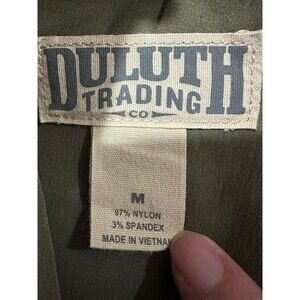 DULUTH
TRADING
CO
M
97% NYLON
3% SPANDEX
MADE IN VIETNAM